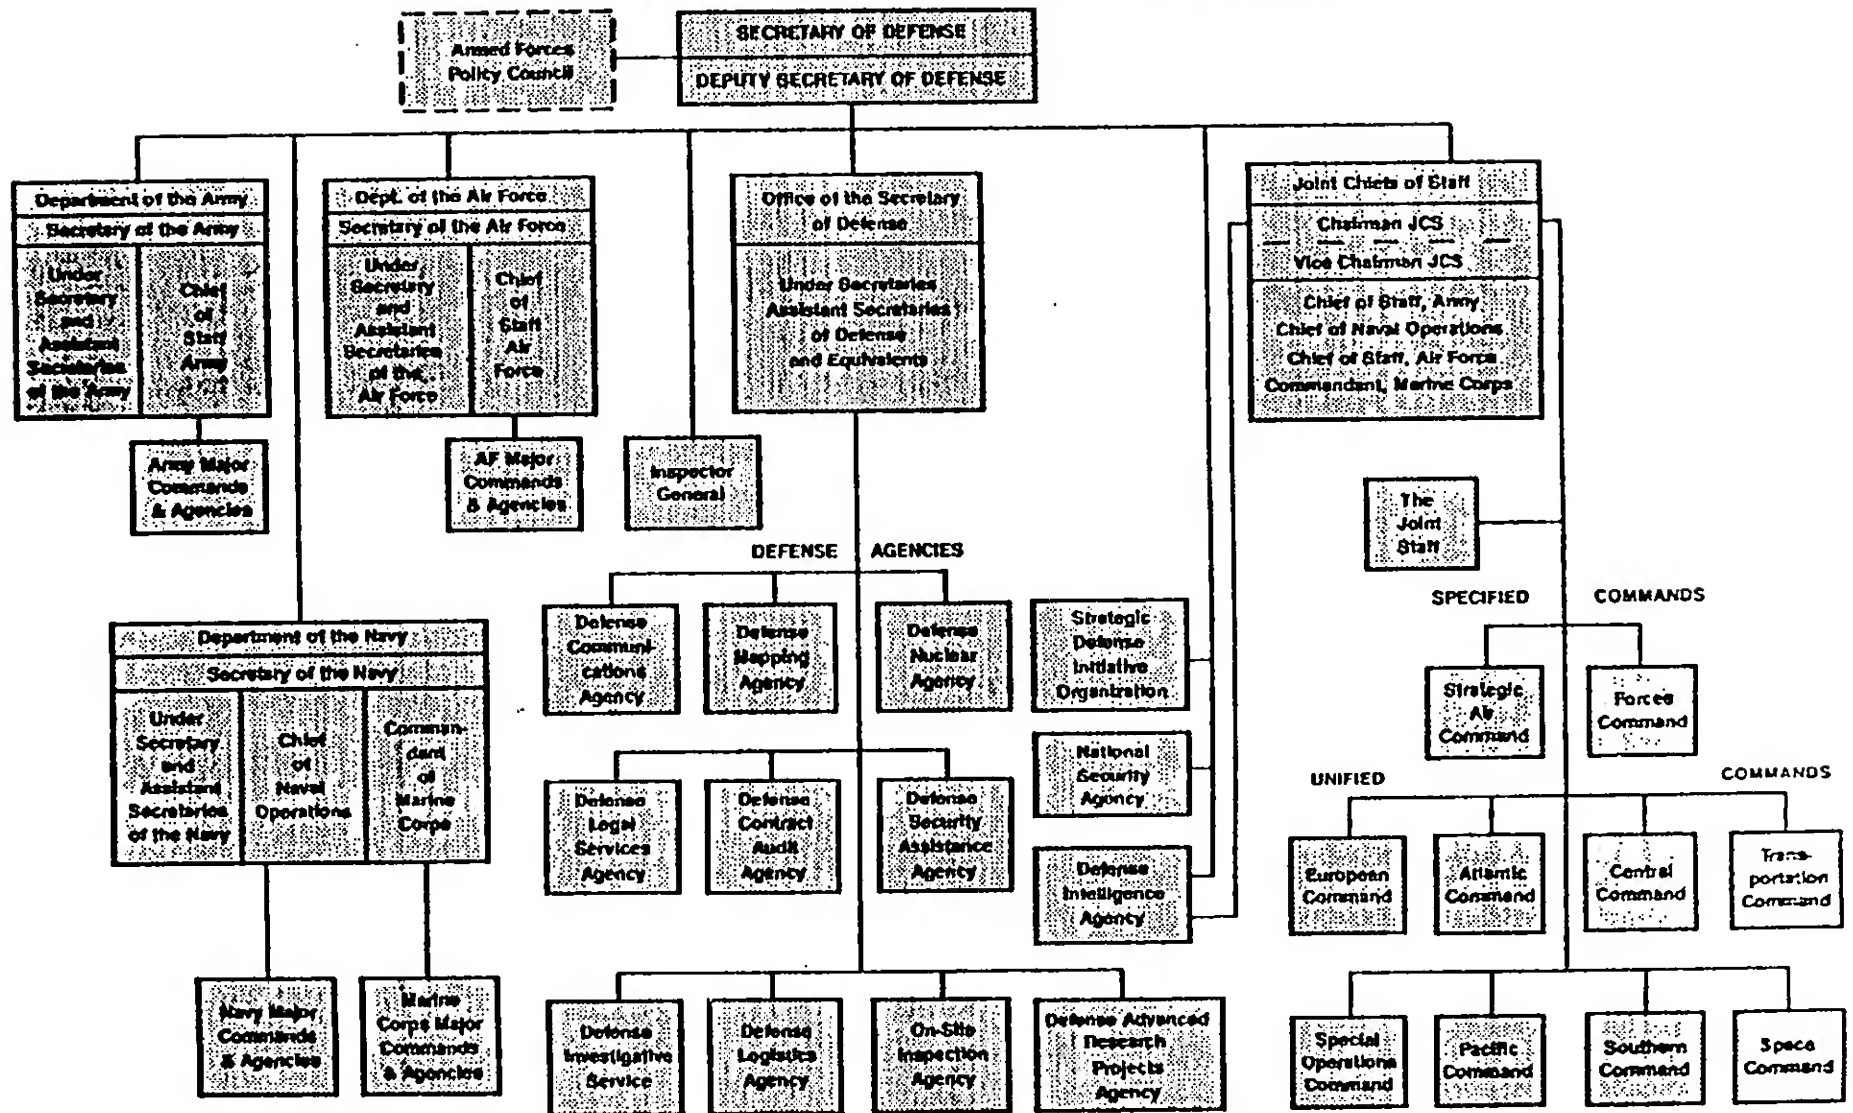 Armed Forces
Policy Council
SECRETARY OF DEFENSE
DEPUTY SECRETARY OF DEFENSE
Department of the Army
Secretary of the Army
Under
Secretary
and
Assistant
Secretaries
of the Army
Chief
of
Staff
Army
Army Major
Commands
& Agencies
Dept. of the Air Force
Secretary of the Air Force
Under
Secretary
and
Assistant
Secretaries
of the
Air Force
Chief
of
Staff
Air
Force
AF Major
Commands
& Agencies
Inspector
General
Office of the Secretary
of Defense
Under Secretaries
Assistant Secretaries
of Defense
and Equivalents
Joint Chiefs of Staff
Chairman JCS
Vice Chairman JCS
Chief of Staff, Army
Chief of Naval Operations
Chief of Staff, Air Force
Commandant, Marine Corps
The
Joint
Staff
Department of the Navy
Secretary of the Navy
Under
Secretary
and
Assistant
Secretaries
of the Navy
Chief
of
Naval
Operations
Comman-
dant
of
Marine
Corps
Navy Major
Commands
& Agencies
Marine
Corps Major
Commands
& Agencies
DEFENSE AGENCIES
Defense
Communi-
cations
Agency
Defense
Mapping
Agency
Defense
Nuclear
Agency
Defense
Legal
Services
Agency
Defense
Contract
Audit
Agency
Defense
Security
Assistance
Agency
Defense
Investigative
Service
Defense
Logistics
Agency
On-Site
Inspection
Agency
Defense Advanced
Research
Projects
Agency
Strategic
Defense
Initiative
Organization
National
Security
Agency
Defense
Intelligence
Agency
SPECIFIED COMMANDS
Strategic
Air
Command
Forces
Command
UNIFIED COMMANDS
European
Command
Atlantic
Command
Central
Command
Trans-
portation
Command
Special
Operations
Command
Pacific
Command
Southern
Command
Space
Command